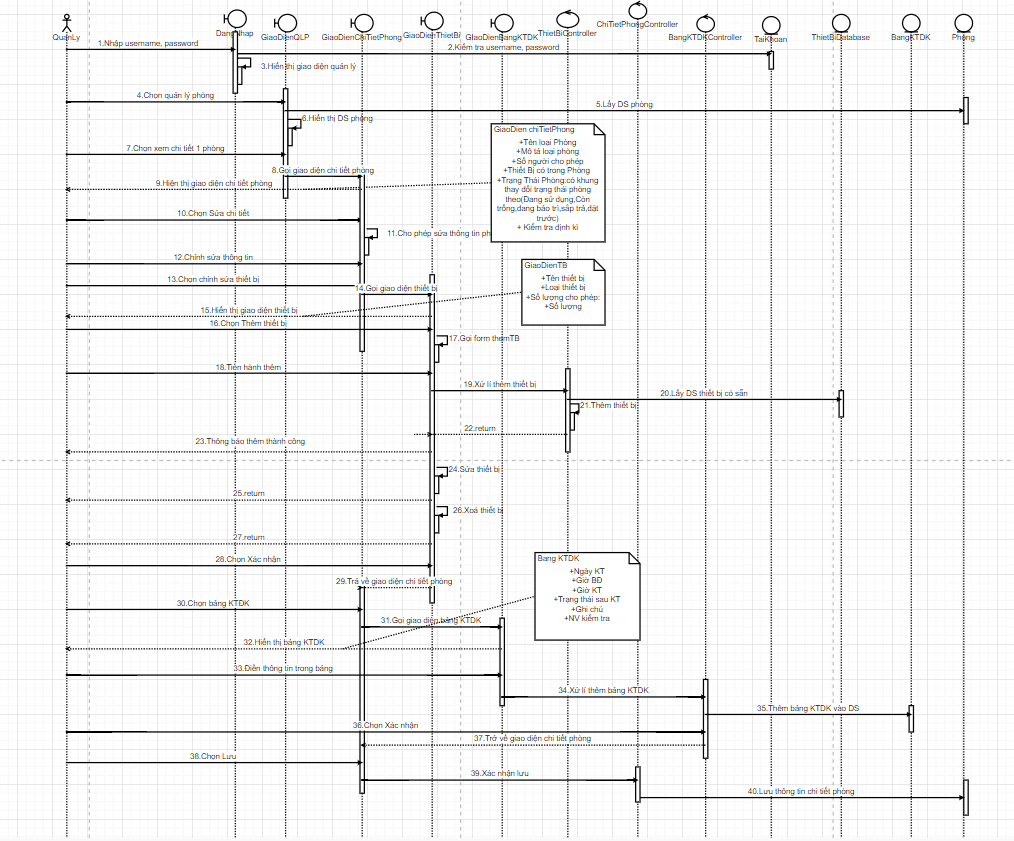 QuanLy
DangNhap
GiaoDienQLP
GiaoDienChiTietPhong
GiaoDienThietBi
GiaoDienBangKTDK
ThietBiController
ChiTietPhongController
BangKTDKController
TaiKhoan
ThietBiDatabase
BangKTDK
Phong
1.Nhập username, password
2.Kiểm tra username, password
3.Hiển thị giao diện quản lý
4.Chọn quản lý phòng
5.Lấy DS phòng
6.Hiển thị DS phòng
7.Chọn xem chi tiết 1 phòng
GiaoDien chiTietPhong
+Tên loại Phòng
+Mô tả loại phòng
+Số người cho phép
+Thiết Bị có trong Phòng
+Trạng Thái Phòng:có khung
thay đổi trạng thái phòng
theo(Đang sử dụng,Còn
trống,đang bảo trì,sắp trả,đặt
trước)
+ Kiểm tra định kì
8.Gọi giao diện chi tiết phòng
9.Hiện thị giao diện chi tiết phòng
10.Chọn Sửa chi tiết
11.Cho phép sửa thông tin ph
12.Chỉnh sửa thông tin
13.Chọn chỉnh sửa thiết bị
14.Gọi giao diện thiết bị
GiaoDienTB
+Tên thiết bị
+Loại thiết bị
+Số lượng cho phép:
+Số lượng
15.Hiển thị giao diện thiết bị
16.Chọn Thêm thiết bị
17.Gọi form themTB
18.Tiến hành thêm
19.Xử lí thêm thiết bị
20.Lấy DS thiết bị có sẵn
21.Thêm thiết bị
22.return
23.Thông báo thêm thành công
24.Sửa thiết bị
25.return
26.Xoá thiết bị
27.return
28.Chọn Xác nhận
Bang KTDK
+Ngày KT
+Giờ BĐ
+Giờ KT
+Trạng thái sau KT
+Ghi chú
+NV kiểm tra
29.Trả về giao diện chi tiết phòng
30.Chọn bảng KTĐK
31.Gọi giao diện bảng KTDK
32.Hiển thị bảng KTDK
33.Điền thông tin trong bảng
34.Xử lí thêm bảng KTDK
35.Thêm bảng KTDK vào DS
36.Chọn Xác nhận
37.Trở về giao diện chi tiết phòng
38.Chọn Lưu
39.Xác nhận lưu
40.Lưu thông tin chi tiết phòng